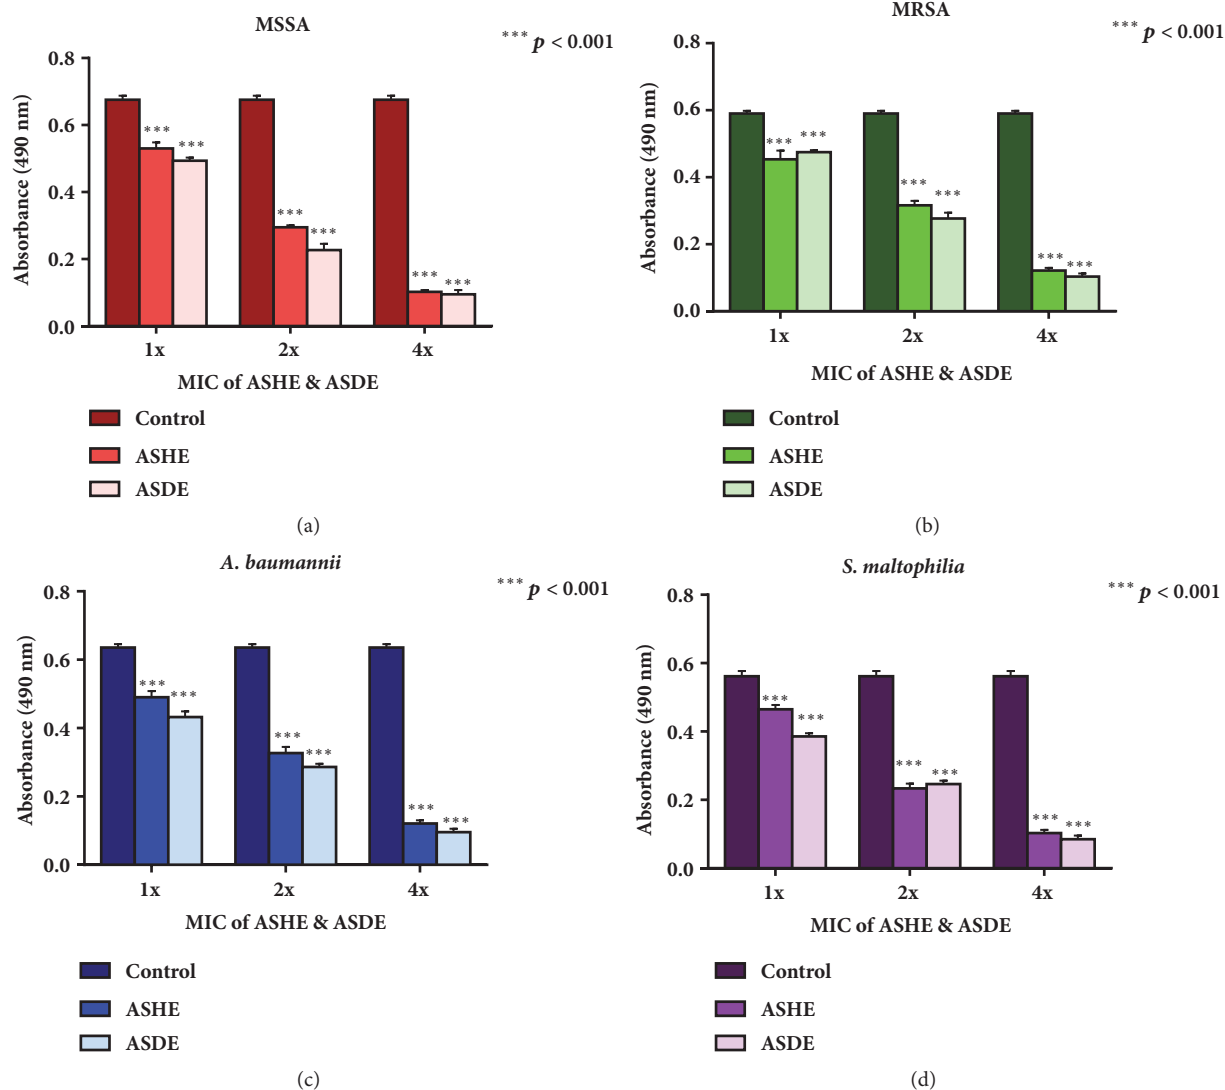 MSSA
*** p < 0.001
Absorbance (490 nm)
0.8
0.6
0.4
0.2
0.0
*** ***
*** ***
*** ***
1x 2x 4x
MIC of ASHE & ASDE
Control
ASHE
ASDE
(a)
MRSA
*** p < 0.001
Absorbance (490 nm)
0.8
0.6
0.4
0.2
0.0
*** ***
*** ***
*** ***
1x 2x 4x
MIC of ASHE & ASDE
Control
ASHE
ASDE
(b)
A. baumannii
*** p < 0.001
Absorbance (490 nm)
0.8
0.6
0.4
0.2
0.0
*** ***
*** ***
*** ***
1x 2x 4x
MIC of ASHE & ASDE
Control
ASHE
ASDE
(c)
S. maltophilia
*** p < 0.001
Absorbance (490 nm)
0.8
0.6
0.4
0.2
0.0
*** ***
*** ***
*** ***
1x 2x 4x
MIC of ASHE & ASDE
Control
ASHE
ASDE
(d)